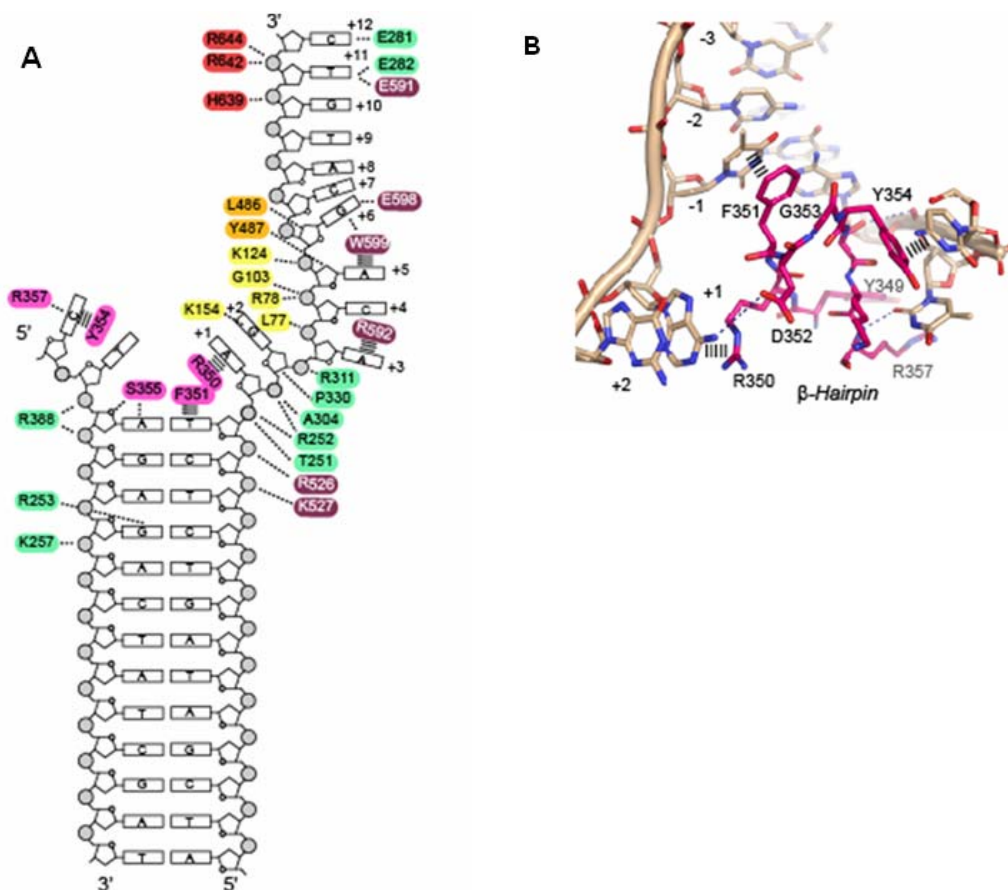 A
3'
+12
R644
C
E281
R642
+11
E282
T
E591
H639
G
+10
T
+9
A
+8
C
+7
L486
G
E598
+6
Y487
W599
K124
A
+5
G103
R357
K154
R78
C
+4
Y354
+2
L77
R592
5'
+1
G
A
+3
A
R350
R311
S355
F351
P330
R388
A T
A304
R252
G C
T251
A T
R526
R253
K527
G C
K257
A T
C G
T A
A T
T A
C G
G C
A T
T A
3' 5'
B
-3
-2
-1
F351 G353 Y354
+1
Y349
D352
+2
R350
R357
β-Hairpin